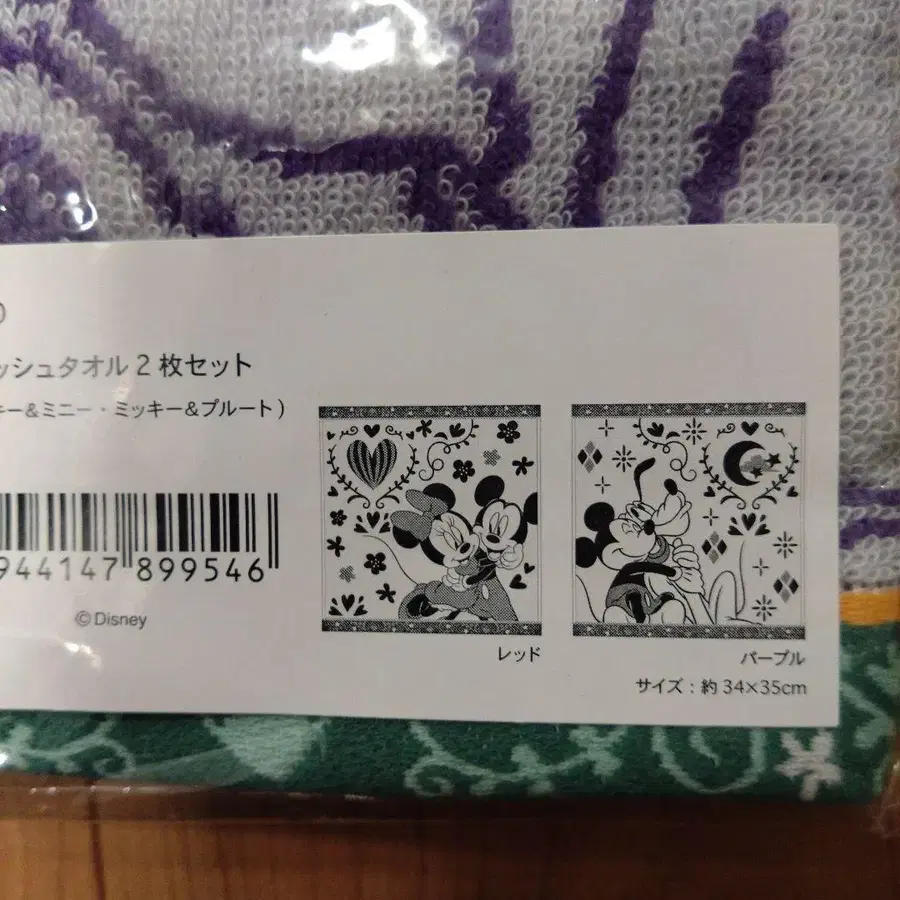 ッシュタオル 2 枚セット
キー&ミニー・ミッキー&プルート )
944147 899546
©Disney
レッド
パープル
サイズ : 約 34×35cm